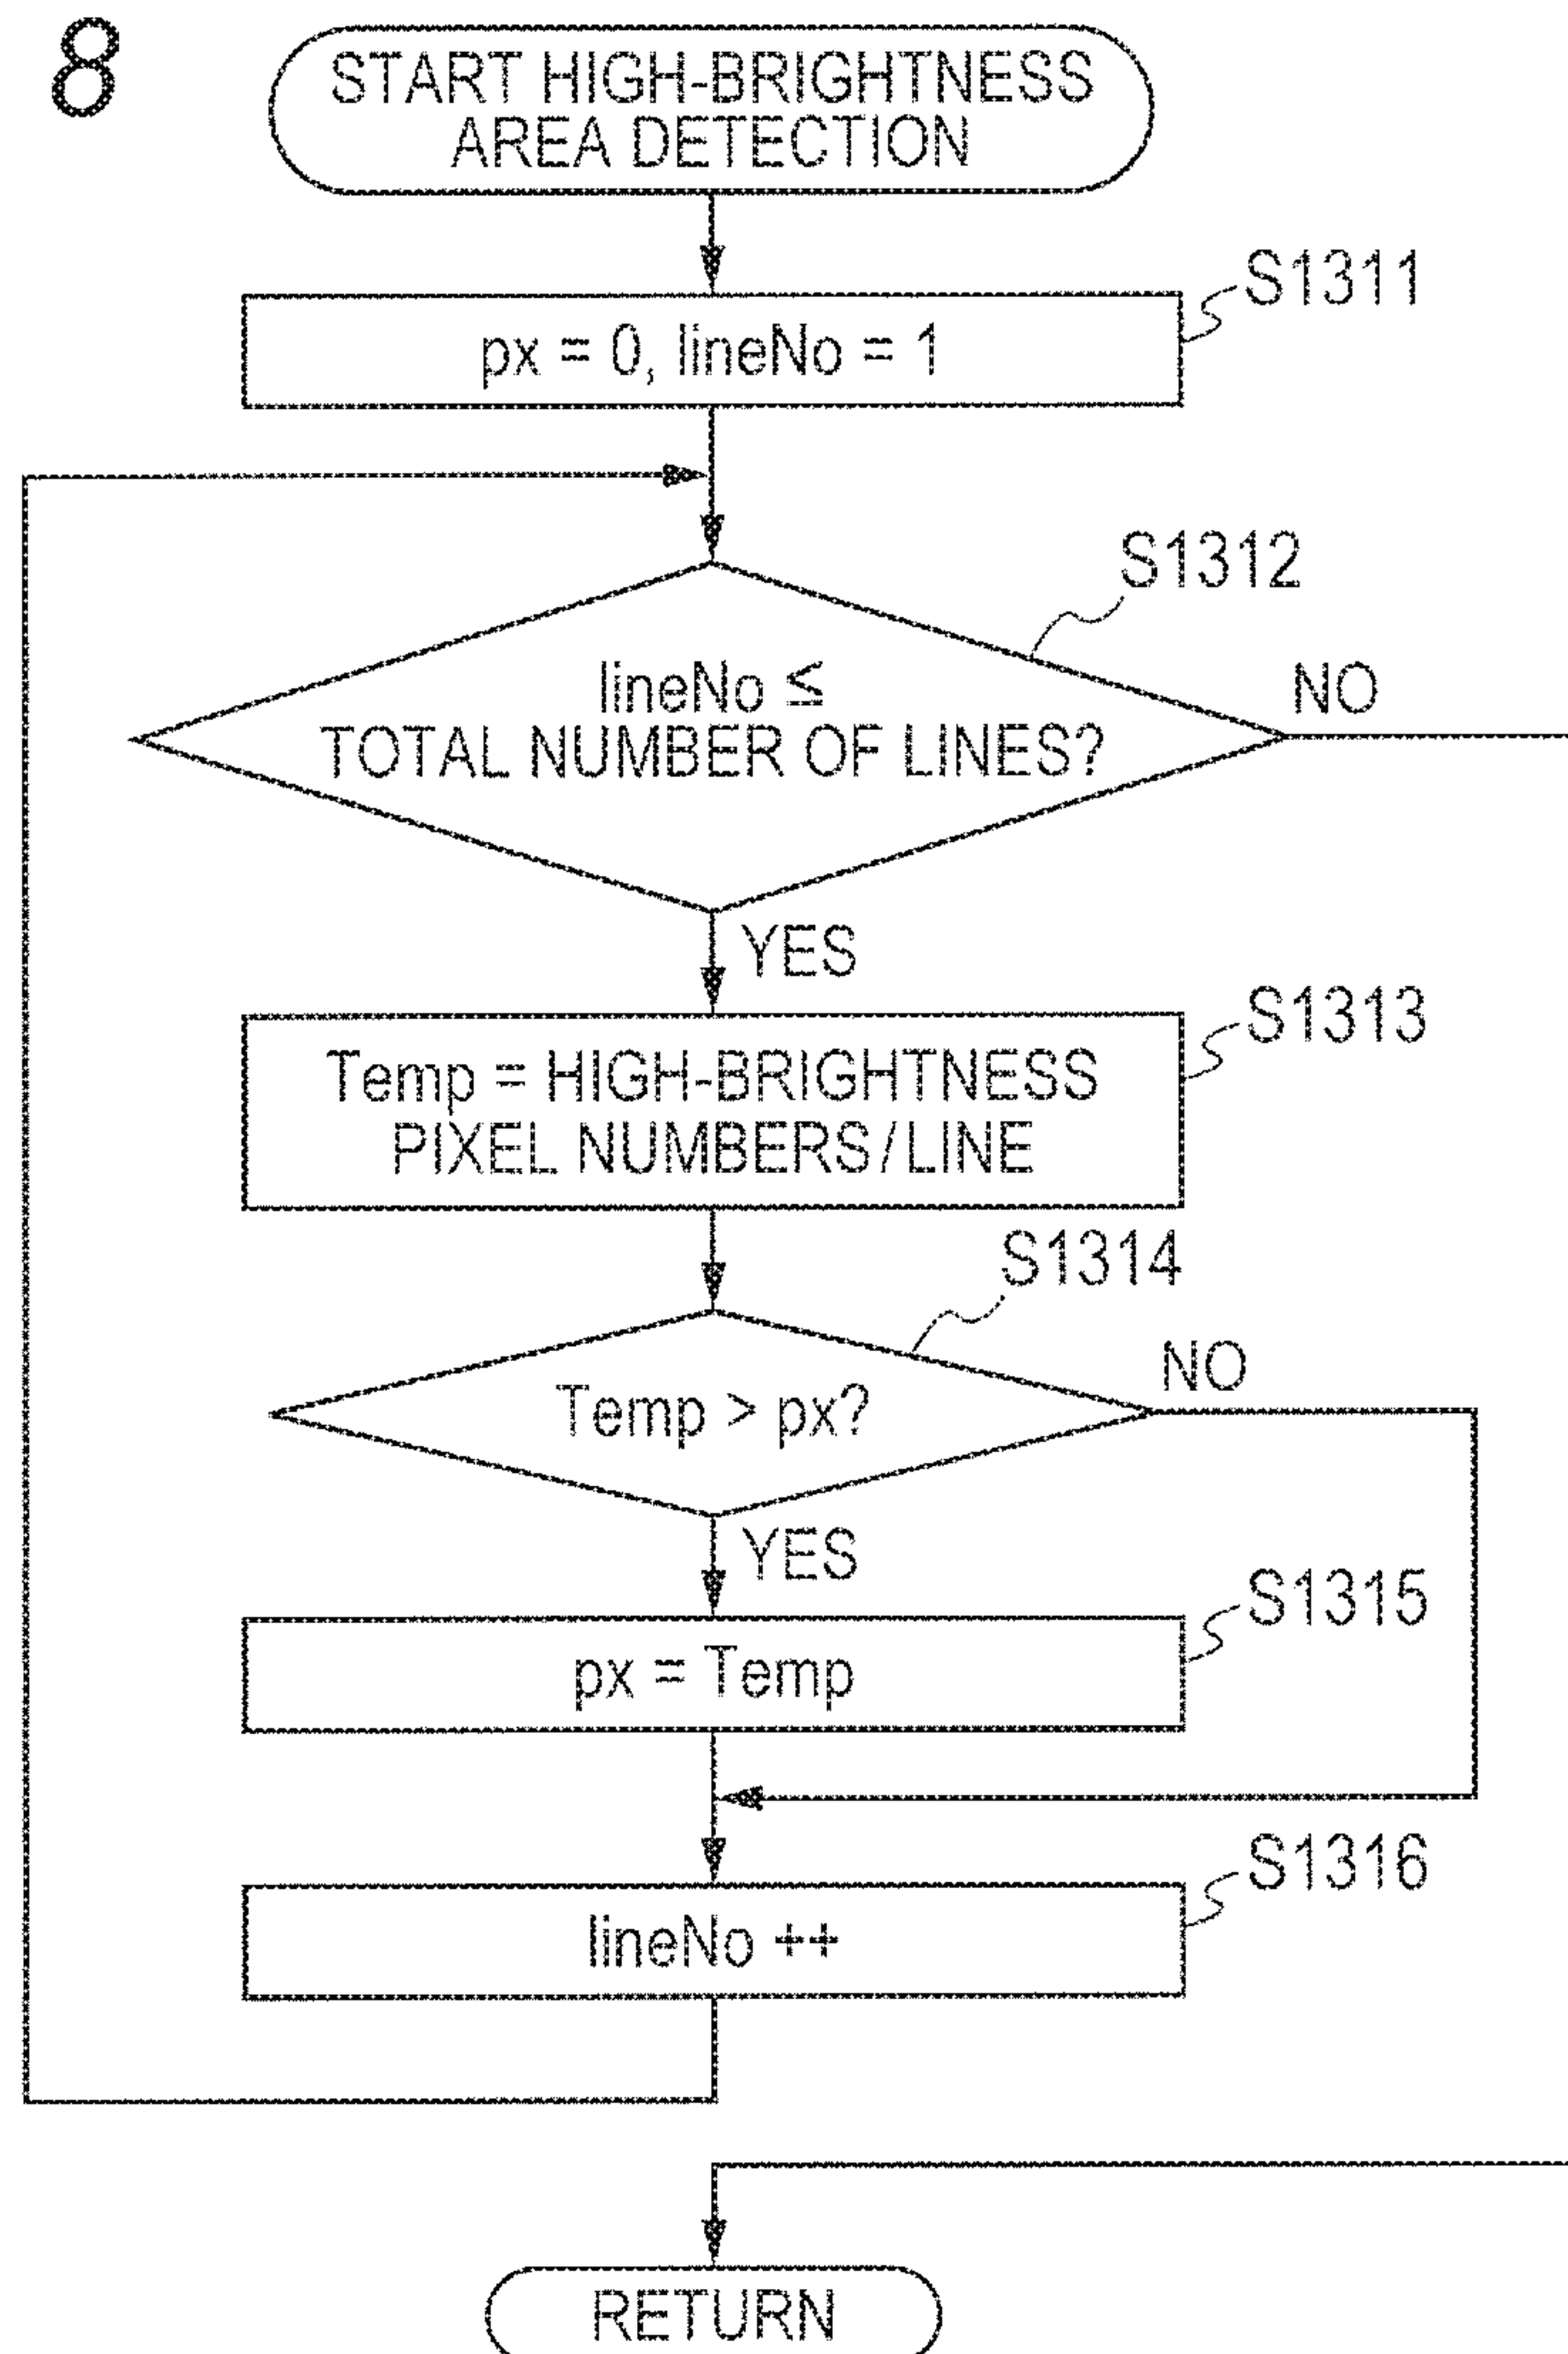 8
START HIGH-BRIGHTNESS
AREA DETECTION
S1311
px = 0, lineNo = 1
S1312
lineNo ≤
TOTAL NUMBER OF LINES?
NO
YES
S1313
Temp = HIGH-BRIGHTNESS
PIXEL NUMBERS/LINE
S1314
Temp > px?
NO
YES
S1315
px = Temp
S1316
lineNo ++
RETURN